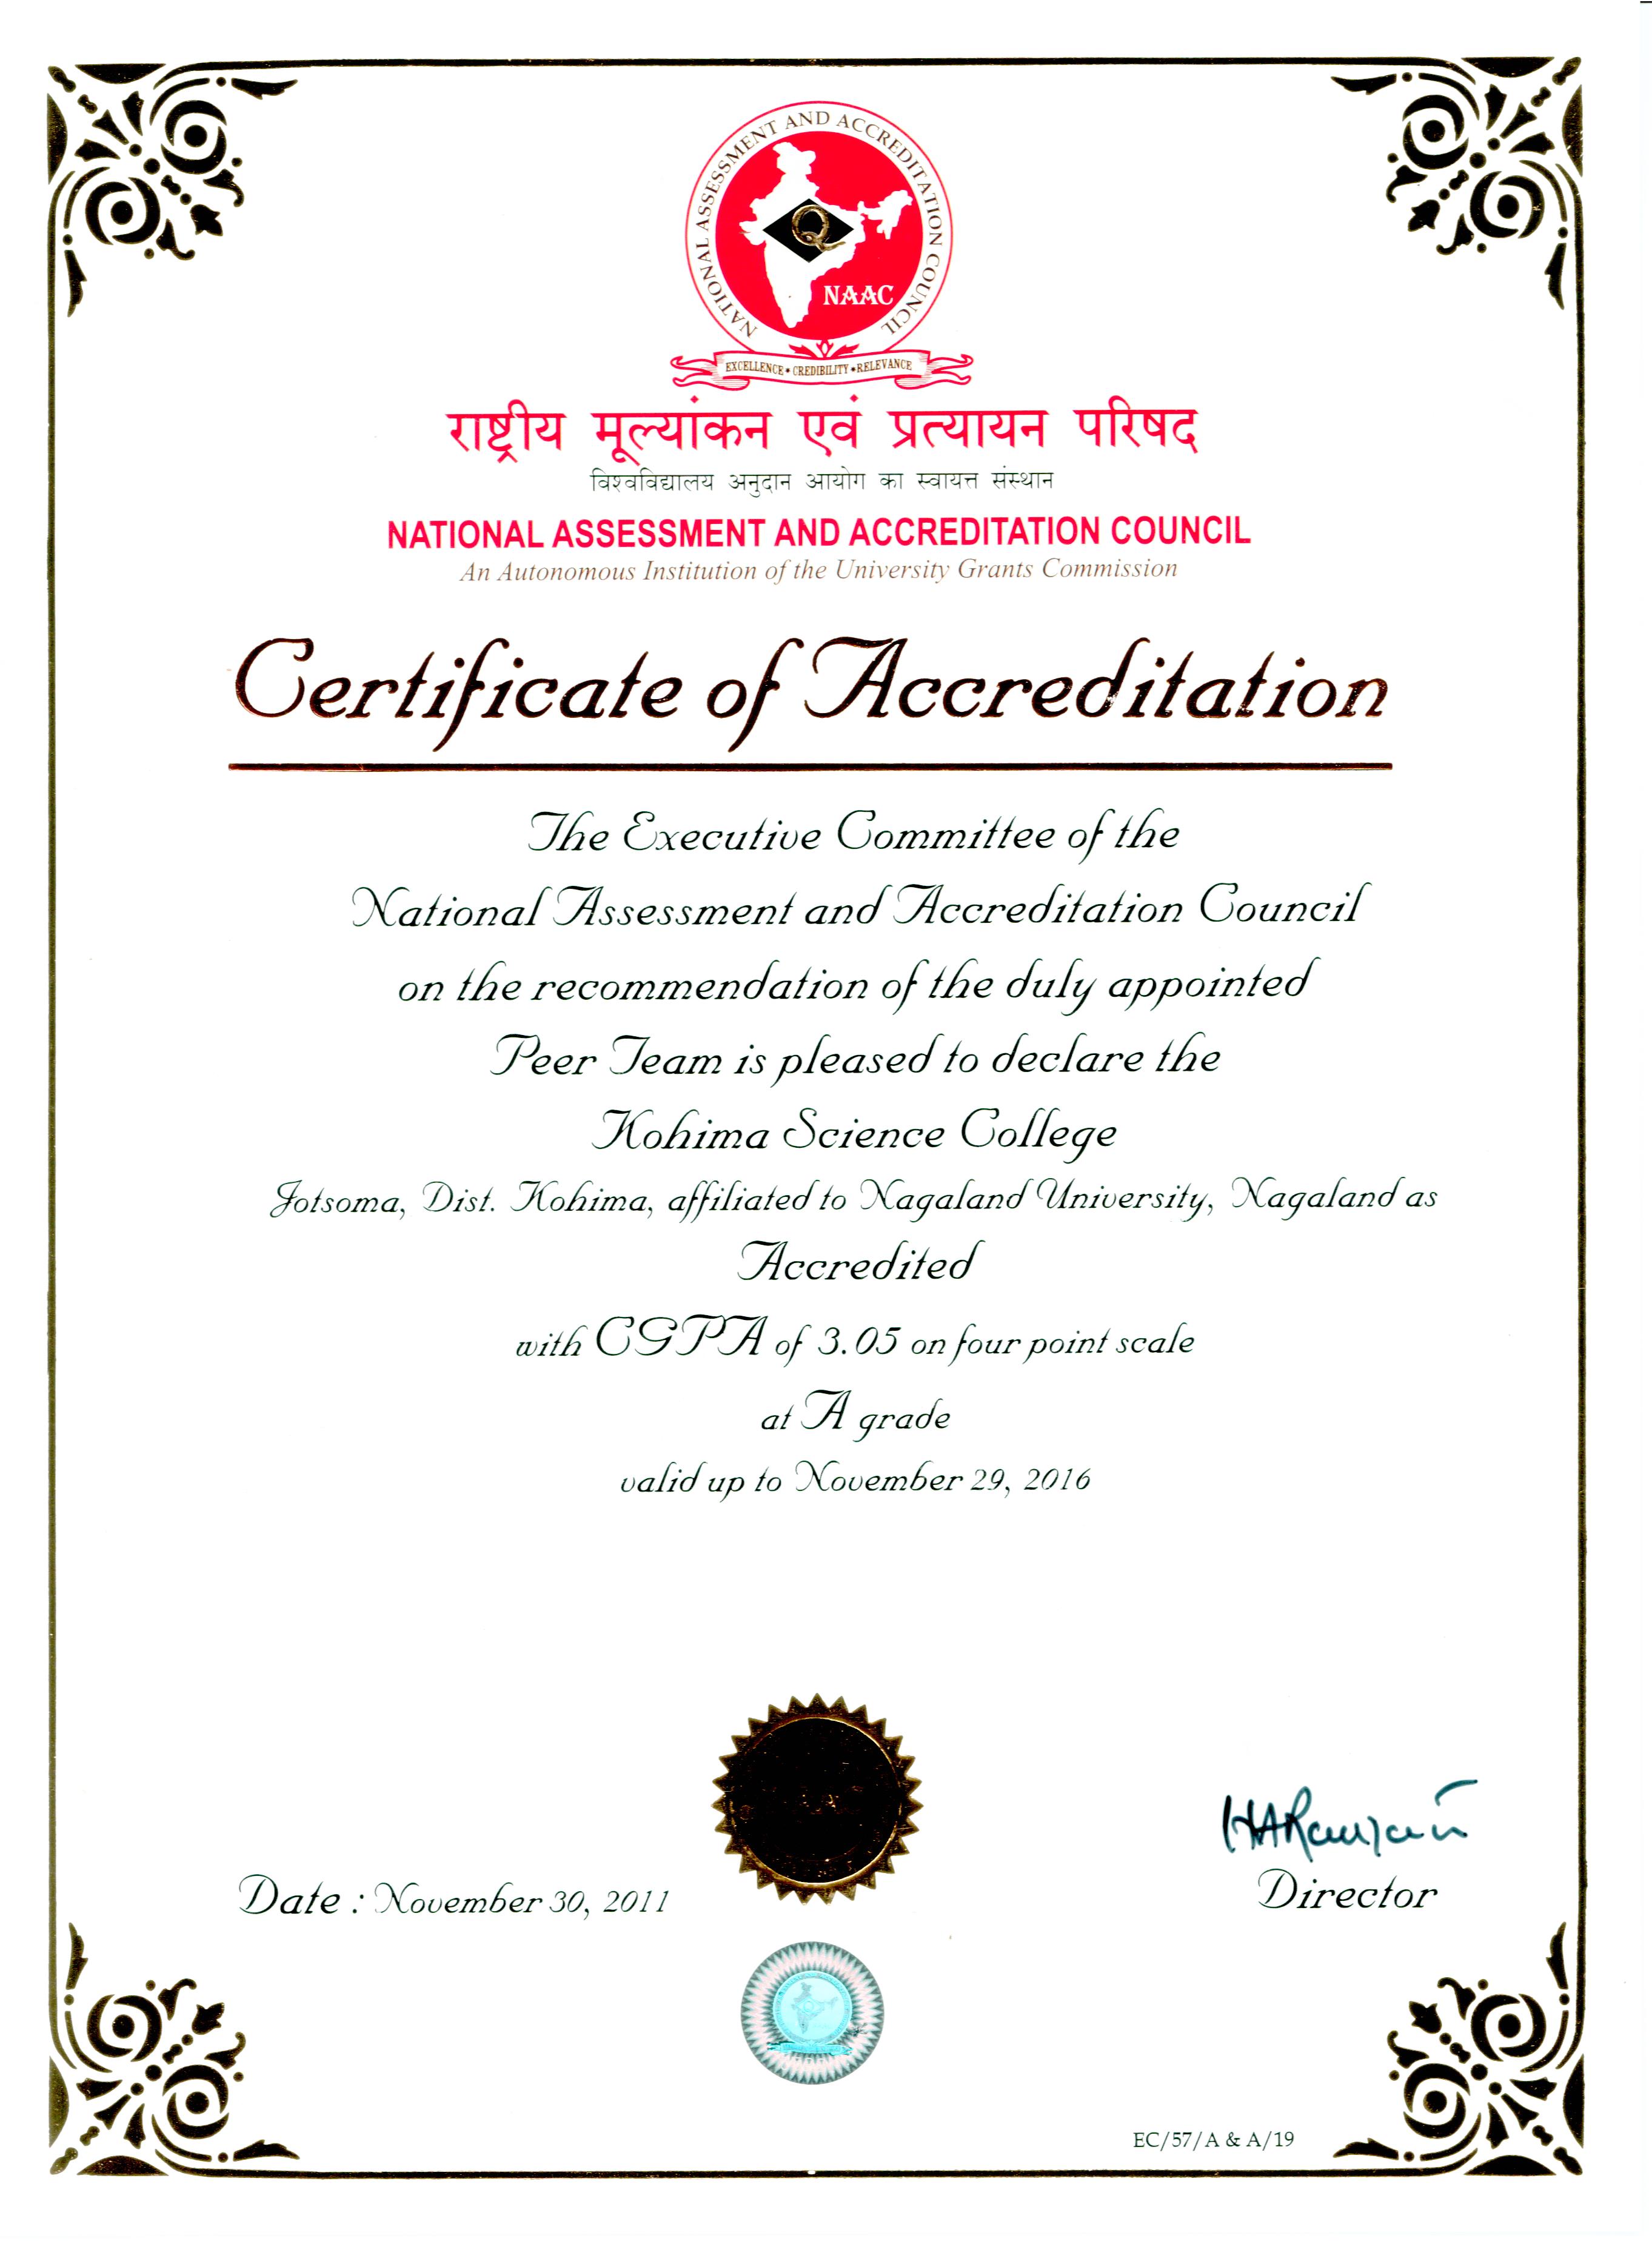 NATIONAL ASSESSMENT AND ACCREDITATION COUNCIL
Q
NAAC
EXCELLENCE • CREDIBILITY • RELEVANCE
राष्ट्रीय मूल्यांकन एवं प्रत्यायन परिषद
विश्वविद्यालय अनुदान आयोग का स्वायत्त संस्थान
NATIONAL ASSESSMENT AND ACCREDITATION COUNCIL
An Autonomous Institution of the University Grants Commission
Certificate of Accreditation
The Executive Committee of the
National Assessment and Accreditation Council
on the recommendation of the duly appointed
Peer Team is pleased to declare the
Kohima Science College
Jotsoma, Dist. Kohima, affiliated to Nagaland University, Nagaland as
Accredited
with CGPA of 3.05 on four point scale
at A grade
valid up to November 29, 2016
Date : November 30, 2011
Director
EC/57/A & A/19